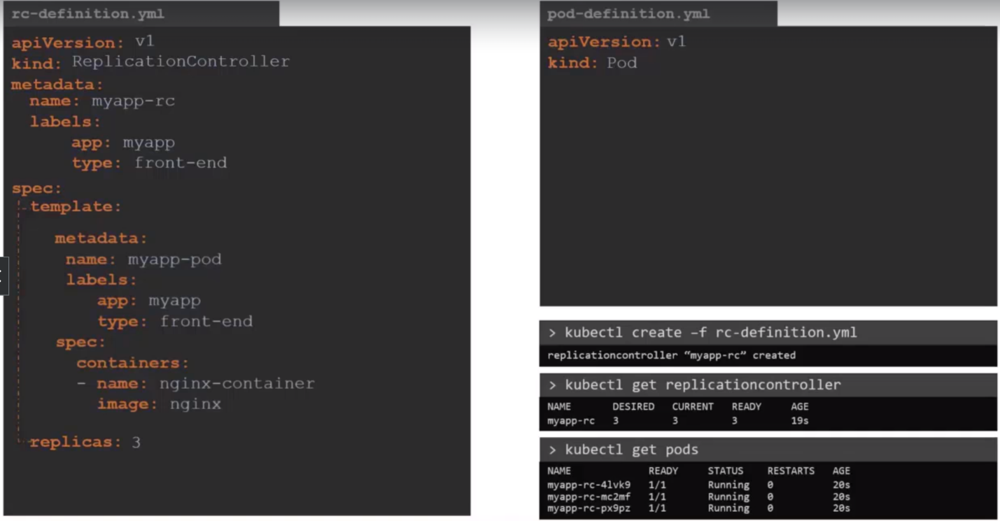 rc-definition.yml
apiVersion: v1
kind: ReplicationController
metadata:
name: myapp-rc
labels:
app: myapp
type: front-end
spec:
template:
metadata:
name: myapp-pod
labels:
app: myapp
type: front-end
spec:
containers:
- name: nginx-container
image: nginx
replicas: 3
pod-definition.yml
apiVersion: v1
kind: Pod
> kubectl create –f rc-definition.yml
replicationcontroller “myapp-rc” created
> kubectl get replicationcontroller
NAME DESIRED CURRENT READY AGE
myapp-rc 3 3 3 19s
> kubectl get pods
NAME READY STATUS RESTARTS AGE
myapp-rc-4lvk9 1/1 Running 0 20s
myapp-rc-mc2mf 1/1 Running 0 20s
myapp-rc-px9pz 1/1 Running 0 20s